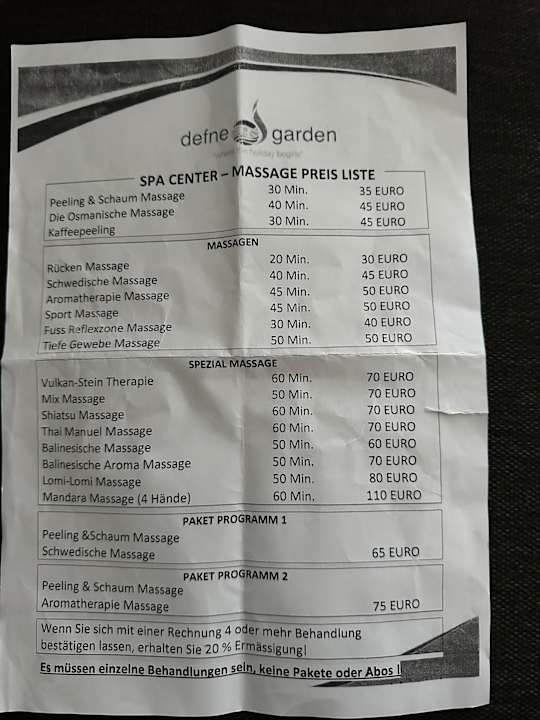 defne garden
SPA CENTER – MASSAGE PREIS LISTE
Peeling & Schaum Massage 30 Min. 35 EURO
Die Osmanische Massage 40 Min. 45 EURO
Kaffeepeeling 30 Min. 45 EURO
MASSAGEN
Rücken Massage 20 Min. 30 EURO
Schwedische Massage 40 Min. 45 EURO
Aromatherapie Massage 45 Min. 50 EURO
Sport Massage 45 Min. 50 EURO
Fuss Reflexzone Massage 30 Min. 40 EURO
Tiefe Gewebe Massage 50 Min. 50 EURO
SPEZIAL MASSAGE
Vulkan-Stein Therapie 60 Min. 70 EURO
Mix Massage 50 Min. 70 EURO
Shiatsu Massage 60 Min. 70 EURO
Thai Manuel Massage 60 Min. 70 EURO
Balinesische Massage 50 Min. 60 EURO
Balinesische Aroma Massage 50 Min. 70 EURO
Lomi-Lomi Massage 50 Min. 80 EURO
Mandara Massage (4 Hände) 60 Min. 110 EURO
PAKET PROGRAMM 1
Peeling &Schaum Massage
Schwedische Massage 65 EURO
PAKET PROGRAMM 2
Peeling & Schaum Massage
Aromatherapie Massage 75 EURO
Wenn Sie sich mit einer Rechnung 4 oder mehr Behandlung
bestätigen lassen, erhalten Sie 20 % Ermässigung!
Es müssen einzelne Behandlungen sein, keine Pakete oder Abos !